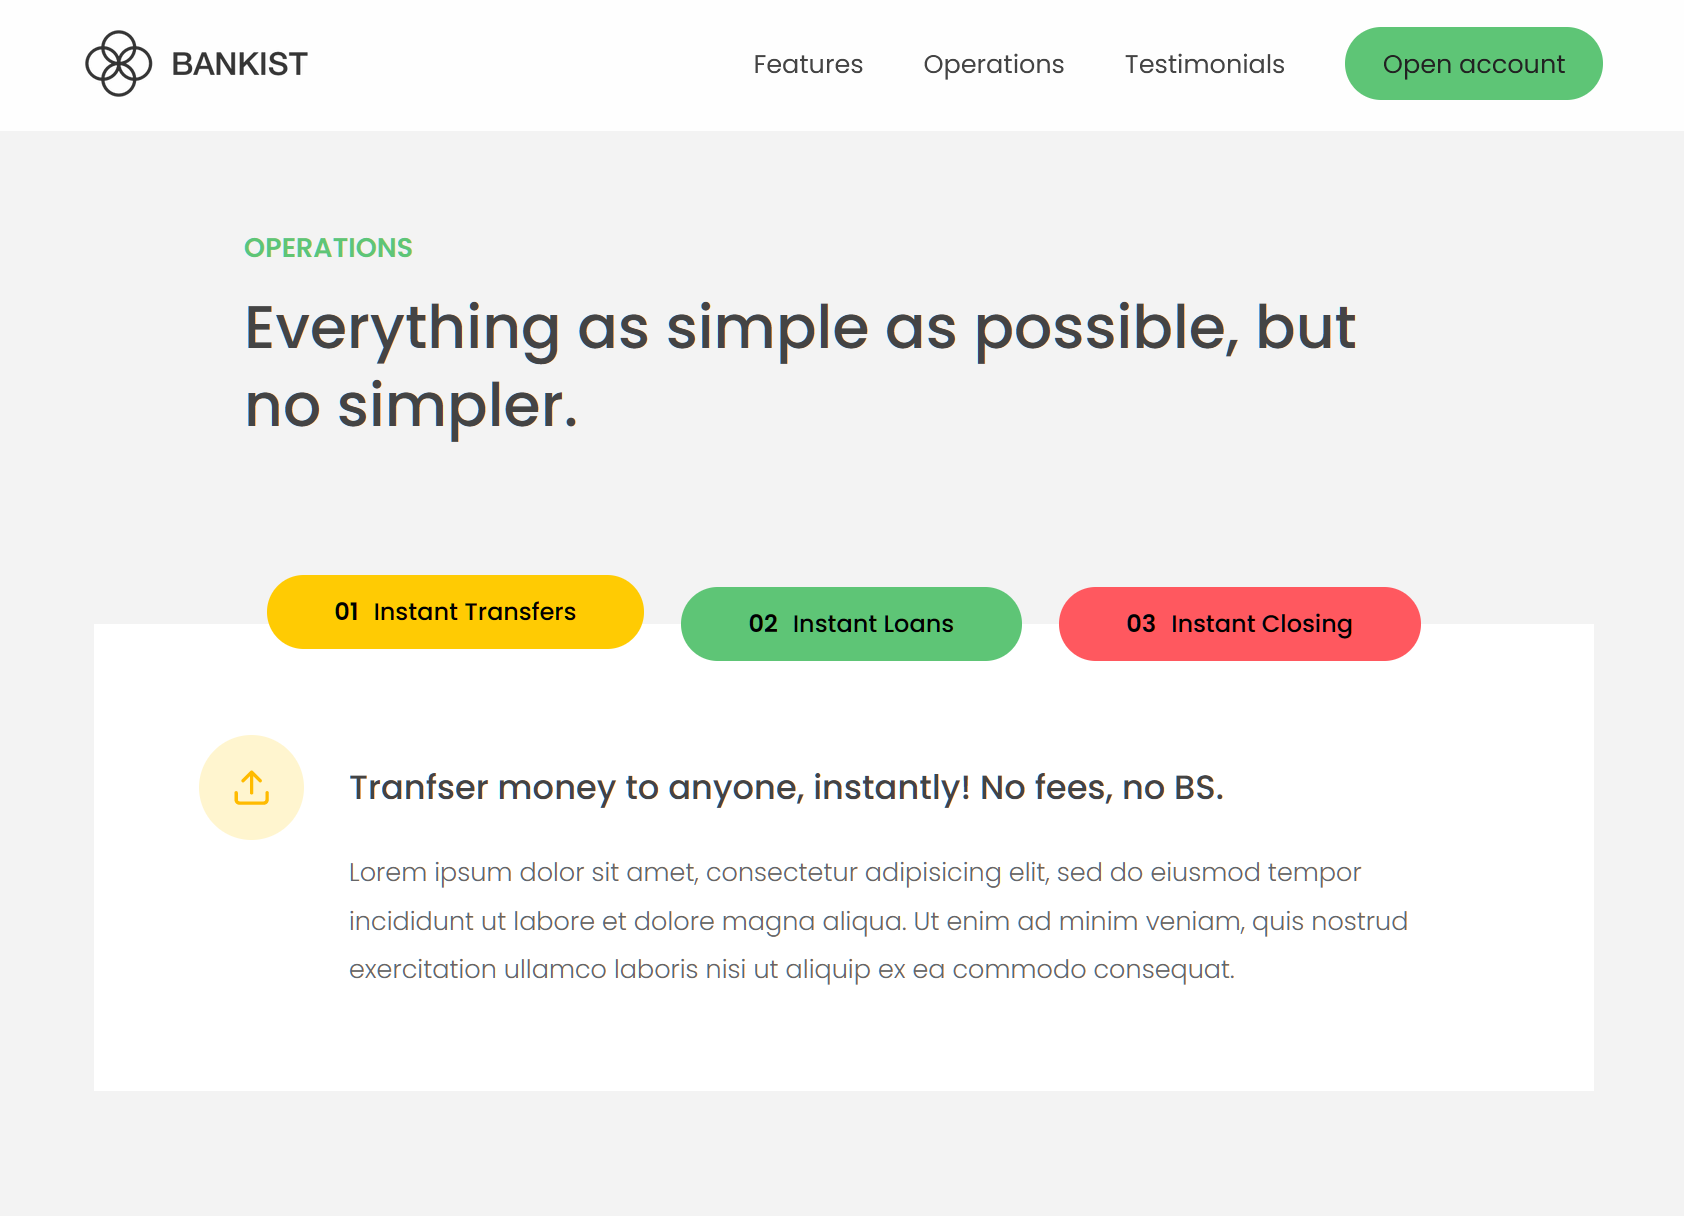 BANKIST
Features
Operations
Testimonials
Open account
OPERATIONS
Everything as simple as possible, but
no simpler.
01 Instant Transfers
02 Instant Loans
03 Instant Closing
Tranfser money to anyone, instantly! No fees, no BS.
Lorem ipsum dolor sit amet, consectetur adipisicing elit, sed do eiusmod tempor
incididunt ut labore et dolore magna aliqua. Ut enim ad minim veniam, quis nostrud
exercitation ullamco laboris nisi ut aliquip ex ea commodo consequat.